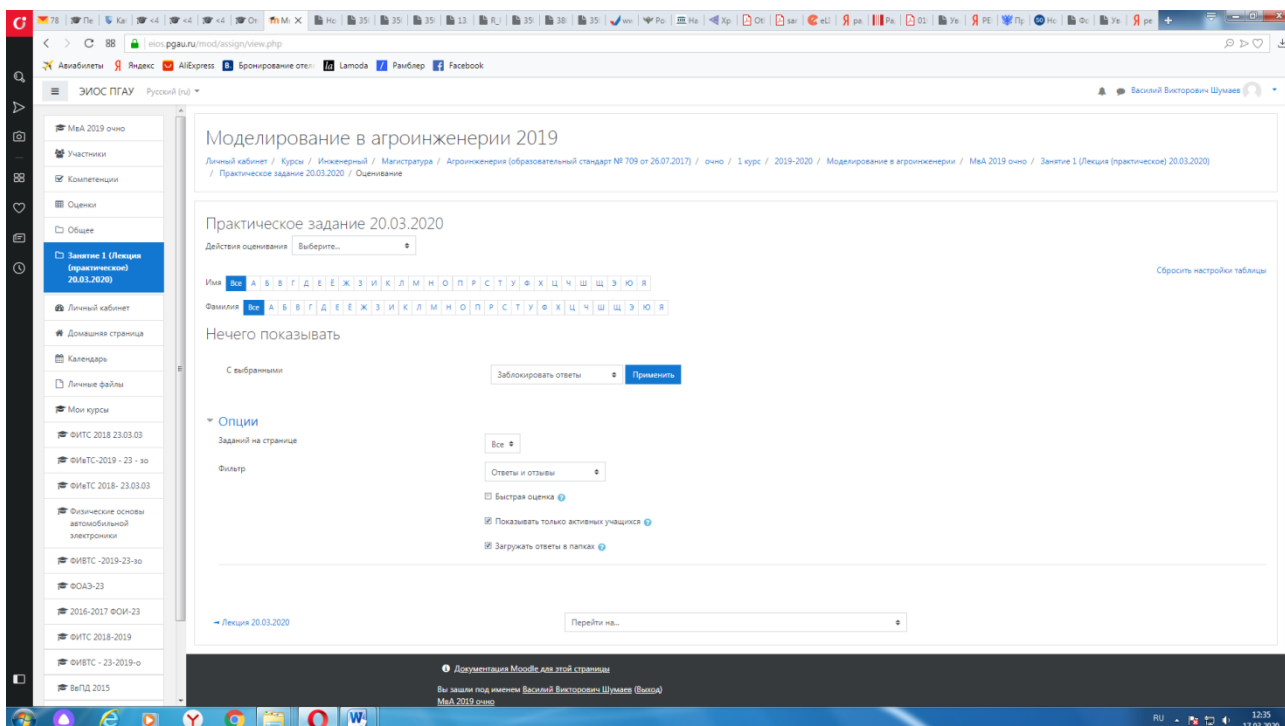 eios.pgau.ru/mod/assign/view.php
Авиабилеты Яндекс AliExpress Бронирование отел Lamoda Рамблер Facebook
ЭИОС ПГАУ Русский (ru)
Василий Викторович Шумаев
МвА 2019 очно
Участники
Компетенции
Оценки
Общее
Занятие 1 (Лекция
(практическое)
20.03.2020)
Личный кабинет
Домашняя страница
Календарь
Личные файлы
Мои курсы
ФИТС 2018 23.03.03
ФИвТС-2019 - 23 - зо
ФИвТС 2018- 23.03.03
Физические основы
автомобильной
электроники
ФИВТС -2019-23-зо
ФОАЭ-23
2016-2017 ФОИ-23
ФИТС 2018-2019
ФИВТС - 23-2019-о
ВвПД 2015
Моделирование в агроинженерии 2019
Личный кабинет / Курсы / Инженерный / Магистратура / Агроинженерия (образовательный стандарт № 709 от 26.07.2017) / очно / 1 курс / 2019-2020 / Моделирование в агроинженерии / МвА 2019 очно / Занятие 1 (Лекция (практическое) 20.03.2020)
/ Практическое задание 20.03.2020 / Оценивание
Практическое задание 20.03.2020
Действия оценивания Выберите...
Сбросить настройки таблицы
Имя Все А Б В Г Д Е Ё Ж З И К Л М Н О П Р С Т У Ф Х Ц Ч Ш Щ Э Ю Я
Фамилия Все А Б В Г Д Е Ё Ж З И К Л М Н О П Р С Т У Ф Х Ц Ч Ш Щ Э Ю Я
Нечего показывать
С выбранными Заблокировать ответы Применить
Опции
Заданий на странице Все
Фильтр Ответы и отзывы
Быстрая оценка
Показывать только активных учащихся
Загружать ответы в папках
Лекция 20.03.2020 Перейти на...
Документация Moodle для этой страницы
Вы зашли под именем Василий Викторович Шумаев (Выход)
МвА 2019 очно
RU 12:35
17.03.2020